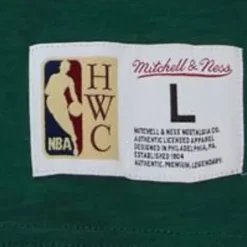 HWC
NBA
Mitchell & Ness
L
MITCHELL & NESS NOSTALGIA CO.
AUTHENTIC LICENSED APPAREL
DESIGNED IN PHILADELPHIA, PA
ESTABLISHED 1904
AUTHENTIC, PREMIUM, LEGENDARY.